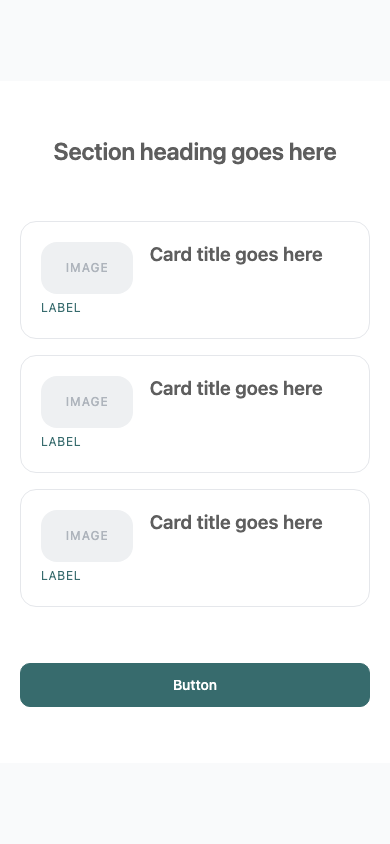 Section heading goes here
IMAGE
Card title goes here
LABEL
IMAGE
Card title goes here
LABEL
IMAGE
Card title goes here
LABEL
Button